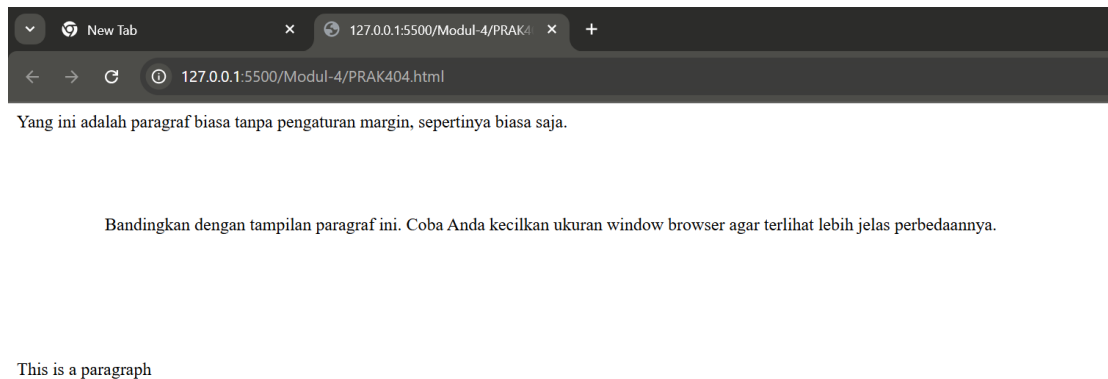 New Tab
127.0.0.1:5500/Modul-4/PRAK4
127.0.0.1:5500/Modul-4/PRAK404.html
Yang ini adalah paragraf biasa tanpa pengaturan margin, sepertinya biasa saja.
Bandingkan dengan tampilan paragraf ini. Coba Anda kecilkan ukuran window browser agar terlihat lebih jelas perbedaannya.
This is a paragraph